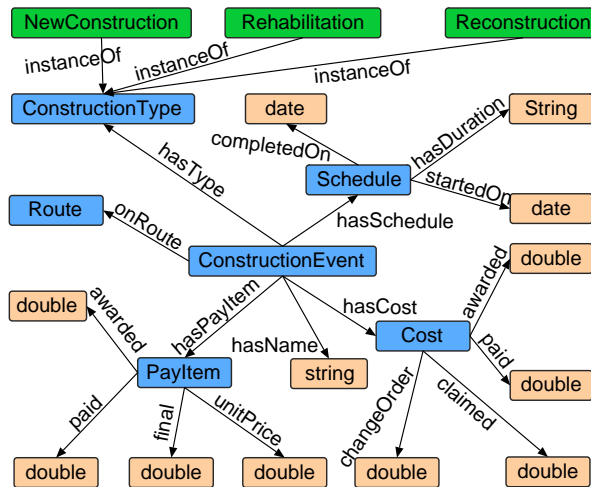 NewConstruction
Rehabilitation
Reconstruction
instanceOf
instanceOf
instanceOf
ConstructionType
date
String
completedOn
hasDuration
hasType
Schedule
startedOn
Route
onRoute
hasSchedule
date
ConstructionEvent
double
awarded
hasPayItem
hasCost
awarded
double
hasName
Cost
paid
PayItem
string
double
paid
final
unitPrice
changeOrder
claimed
double
double
double
double
double